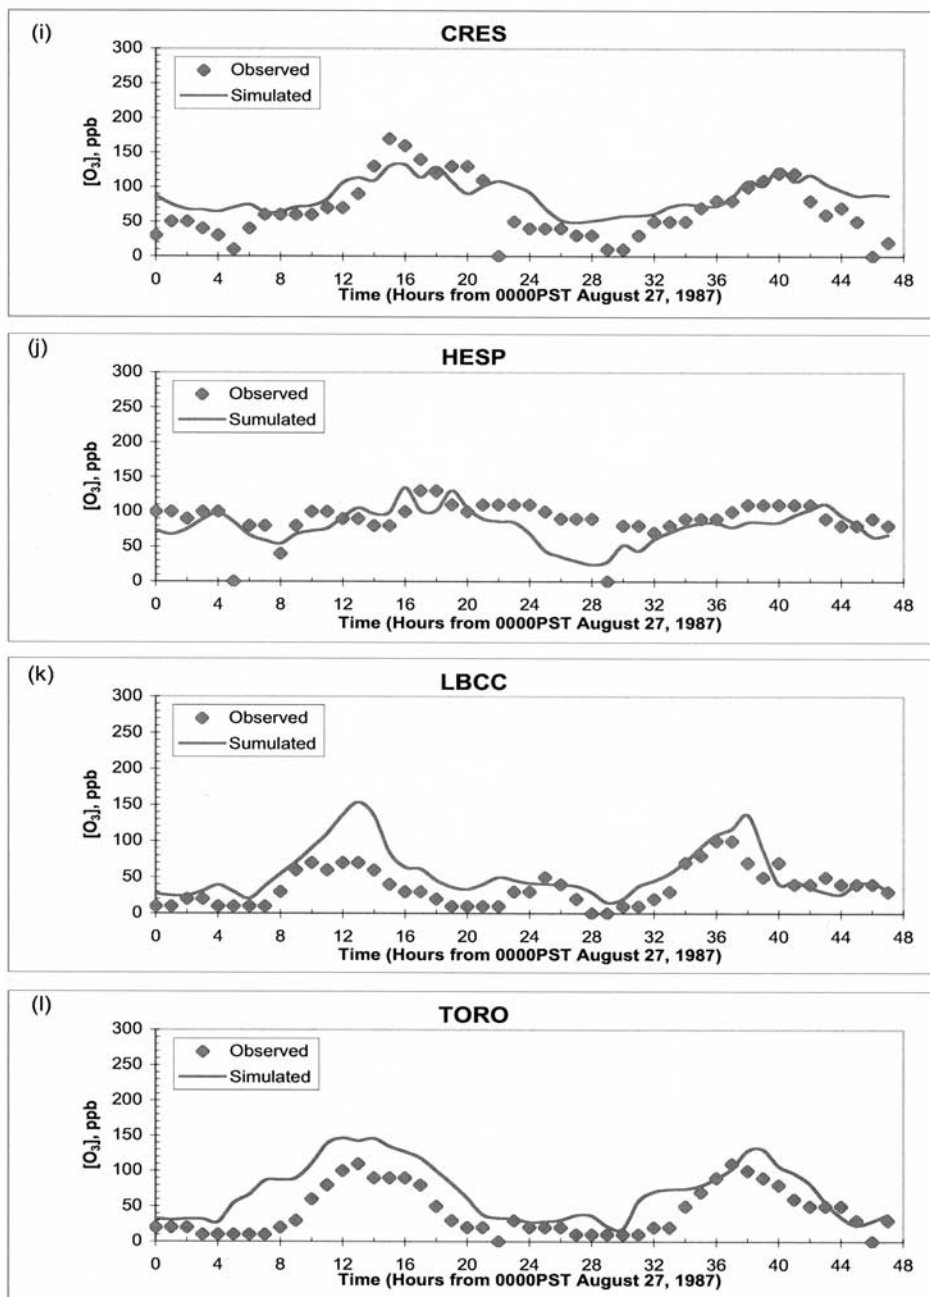 (i)
CRES
300
250
200
150
100
50
0
[O₃], ppb
Observed
Simulated
0 4 8 12 16 20 24 28 32 36 40 44 48
Time (Hours from 0000PST August 27, 1987)
(j)
HESP
300
250
200
150
100
50
0
[O₃], ppb
Observed
Sumulated
0 4 8 12 16 20 24 28 32 36 40 44 48
Time (Hours from 0000PST August 27, 1987)
(k)
LBCC
300
250
200
150
100
50
0
[O₃], ppb
Observed
Sumulated
0 4 8 12 16 20 24 28 32 36 40 44 48
Time (Hours from 0000PST August 27, 1987)
(l)
TORO
300
250
200
150
100
50
0
[O₃], ppb
Observed
Simulated
0 4 8 12 16 20 24 28 32 36 40 44 48
Time (Hours from 0000PST August 27, 1987)